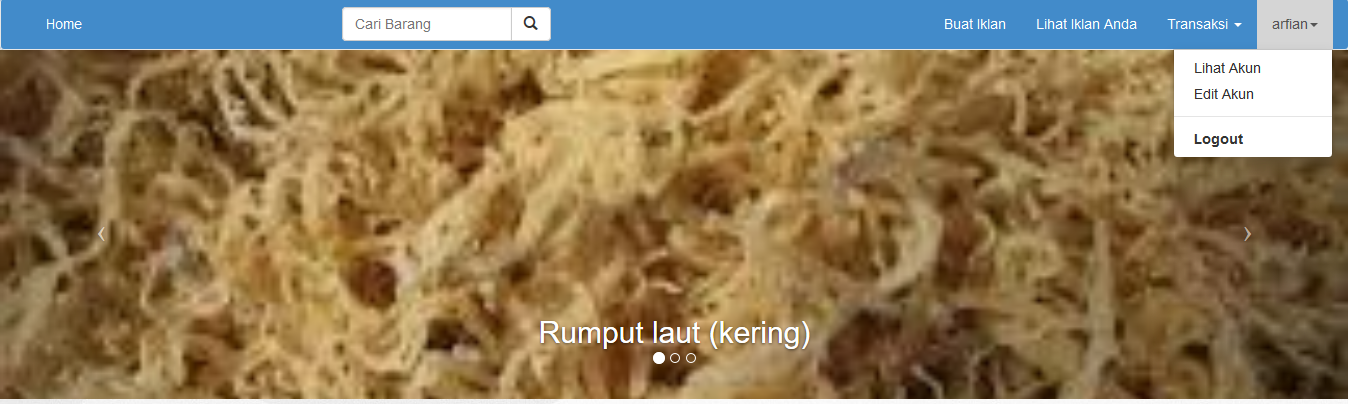 Home
Cari Barang
Buat Iklan
Lihat Iklan Anda
Transaksi
arfian
Lihat Akun
Edit Akun
Logout
Rumput laut (kering)